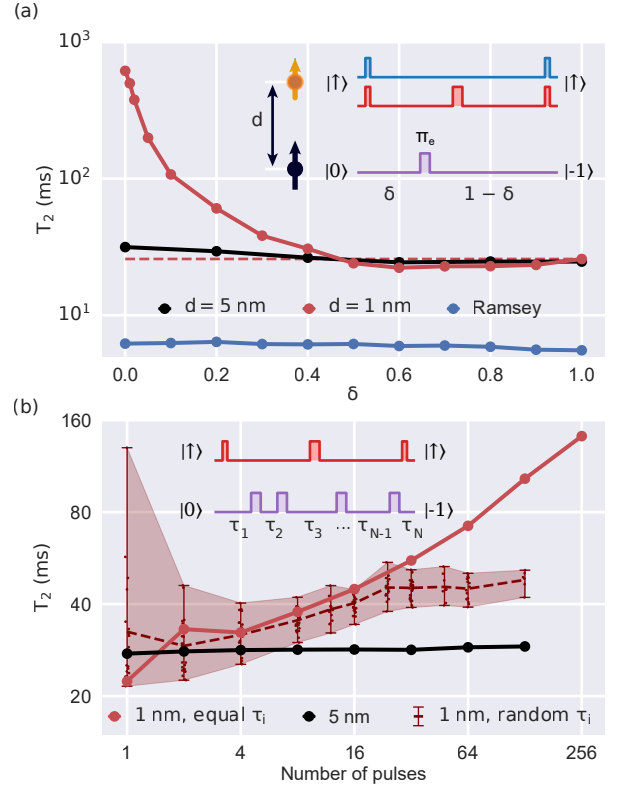 (a)
10³
10²
10¹
T₂ (ms)
d
|↑⟩
|↑⟩
πₑ
|0⟩
|-1⟩
δ
1 − δ
d = 5 nm
d = 1 nm
Ramsey
0.0
0.2
0.4
0.6
0.8
1.0
δ
(b)
160
80
40
20
T₂ (ms)
|↑⟩
|↑⟩
|0⟩
|-1⟩
τ₁ τ₂ τ₃ ... τ_N-1 τ_N
1 nm, equal τᵢ
5 nm
1 nm, random τᵢ
1
4
16
64
256
Number of pulses